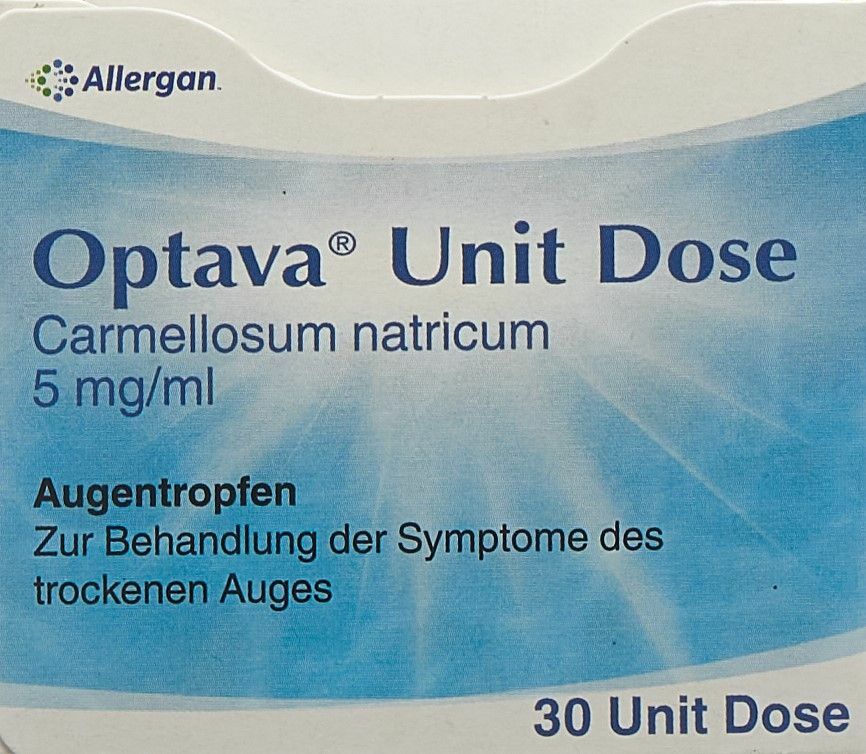 Allergan™
Optava® Unit Dose
Carmellosum natricum
5 mg/ml
Augentropfen
Zur Behandlung der Symptome des
trockenen Auges
30 Unit Dose